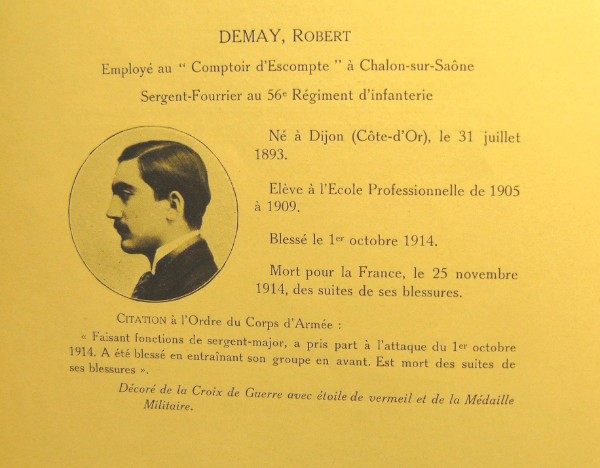 DEMAY, ROBERT
Employé au “ Comptoir d'Escompte ” à Chalon-sur-Saône
Sergent-Fourrier au 56e Régiment d'infanterie
Né à Dijon (Côte-d'Or), le 31 juillet
1893.
Elève à l'Ecole Professionnelle de 1905
à 1909.
Blessé le 1er octobre 1914.
Mort pour la France, le 25 novembre
1914, des suites de ses blessures.
CITATION à l'Ordre du Corps d'Armée :
« Faisant fonctions de sergent-major, a pris part à l'attaque du 1er octobre
1914. A été blessé en entraînant son groupe en avant. Est mort des suites de
ses blessures ».
Décoré de la Croix de Guerre avec étoile de vermeil et de la Médaille
Militaire.